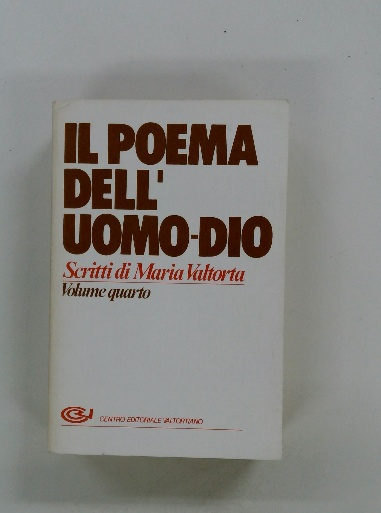 IL POEMA
DELL'
UOMO-DIO
Scritti di Maria Valtorta
Volume quarto
CENTRO EDITORIALE VALTORTIANO